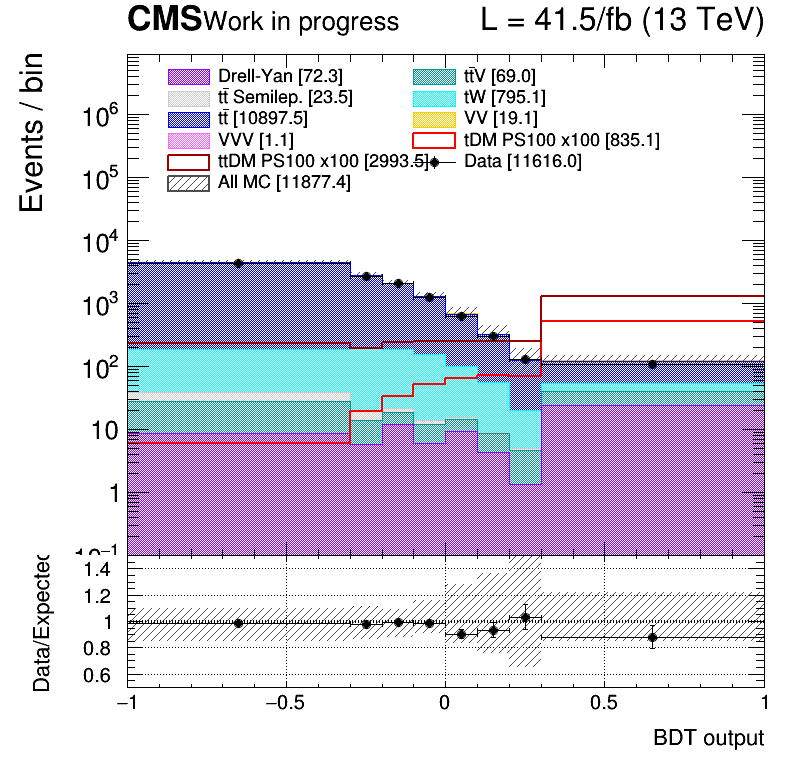 CMS Work in progress L = 41.5/fb (13 TeV)
Events / bin
Drell-Yan [72.3] tt̄V [69.0]
tt̄ Semilep. [23.5] tW [795.1]
tt̄ [10897.5] VV [19.1]
VVV [1.1] tDM PS100 x100 [835.1]
ttDM PS100 x100 [2993.5] Data [11616.0]
All MC [11877.4]
10⁶
10⁵
10⁴
10³
10²
10
1
10⁻¹
Data/Expected
1.4
1.2
1
0.8
0.6
−1 −0.5 0 0.5 1
BDT output